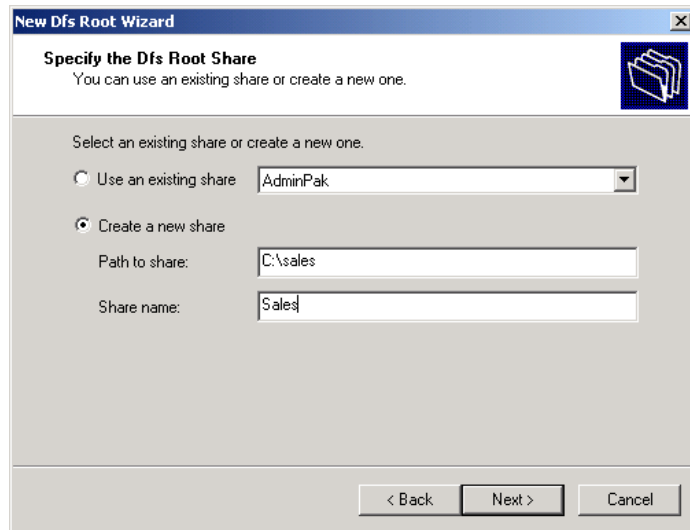 New Dfs Root Wizard
Specify the Dfs Root Share
You can use an existing share or create a new one.
Select an existing share or create a new one.
Use an existing share AdminPak
Create a new share
Path to share: C:\sales
Share name: Sales
< Back Next > Cancel